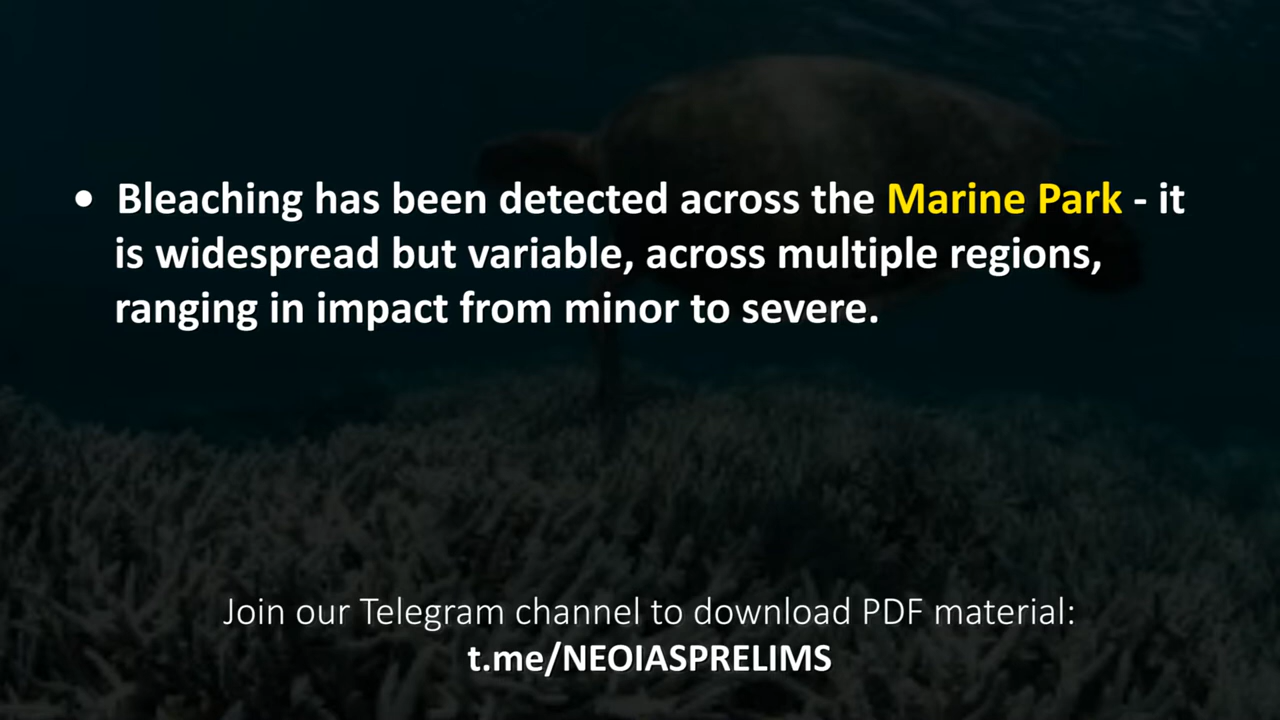 • Bleaching has been detected across the Marine Park - it
is widespread but variable, across multiple regions,
ranging in impact from minor to severe.
Join our Telegram channel to download PDF material:
t.me/NEOIASPRELIMS